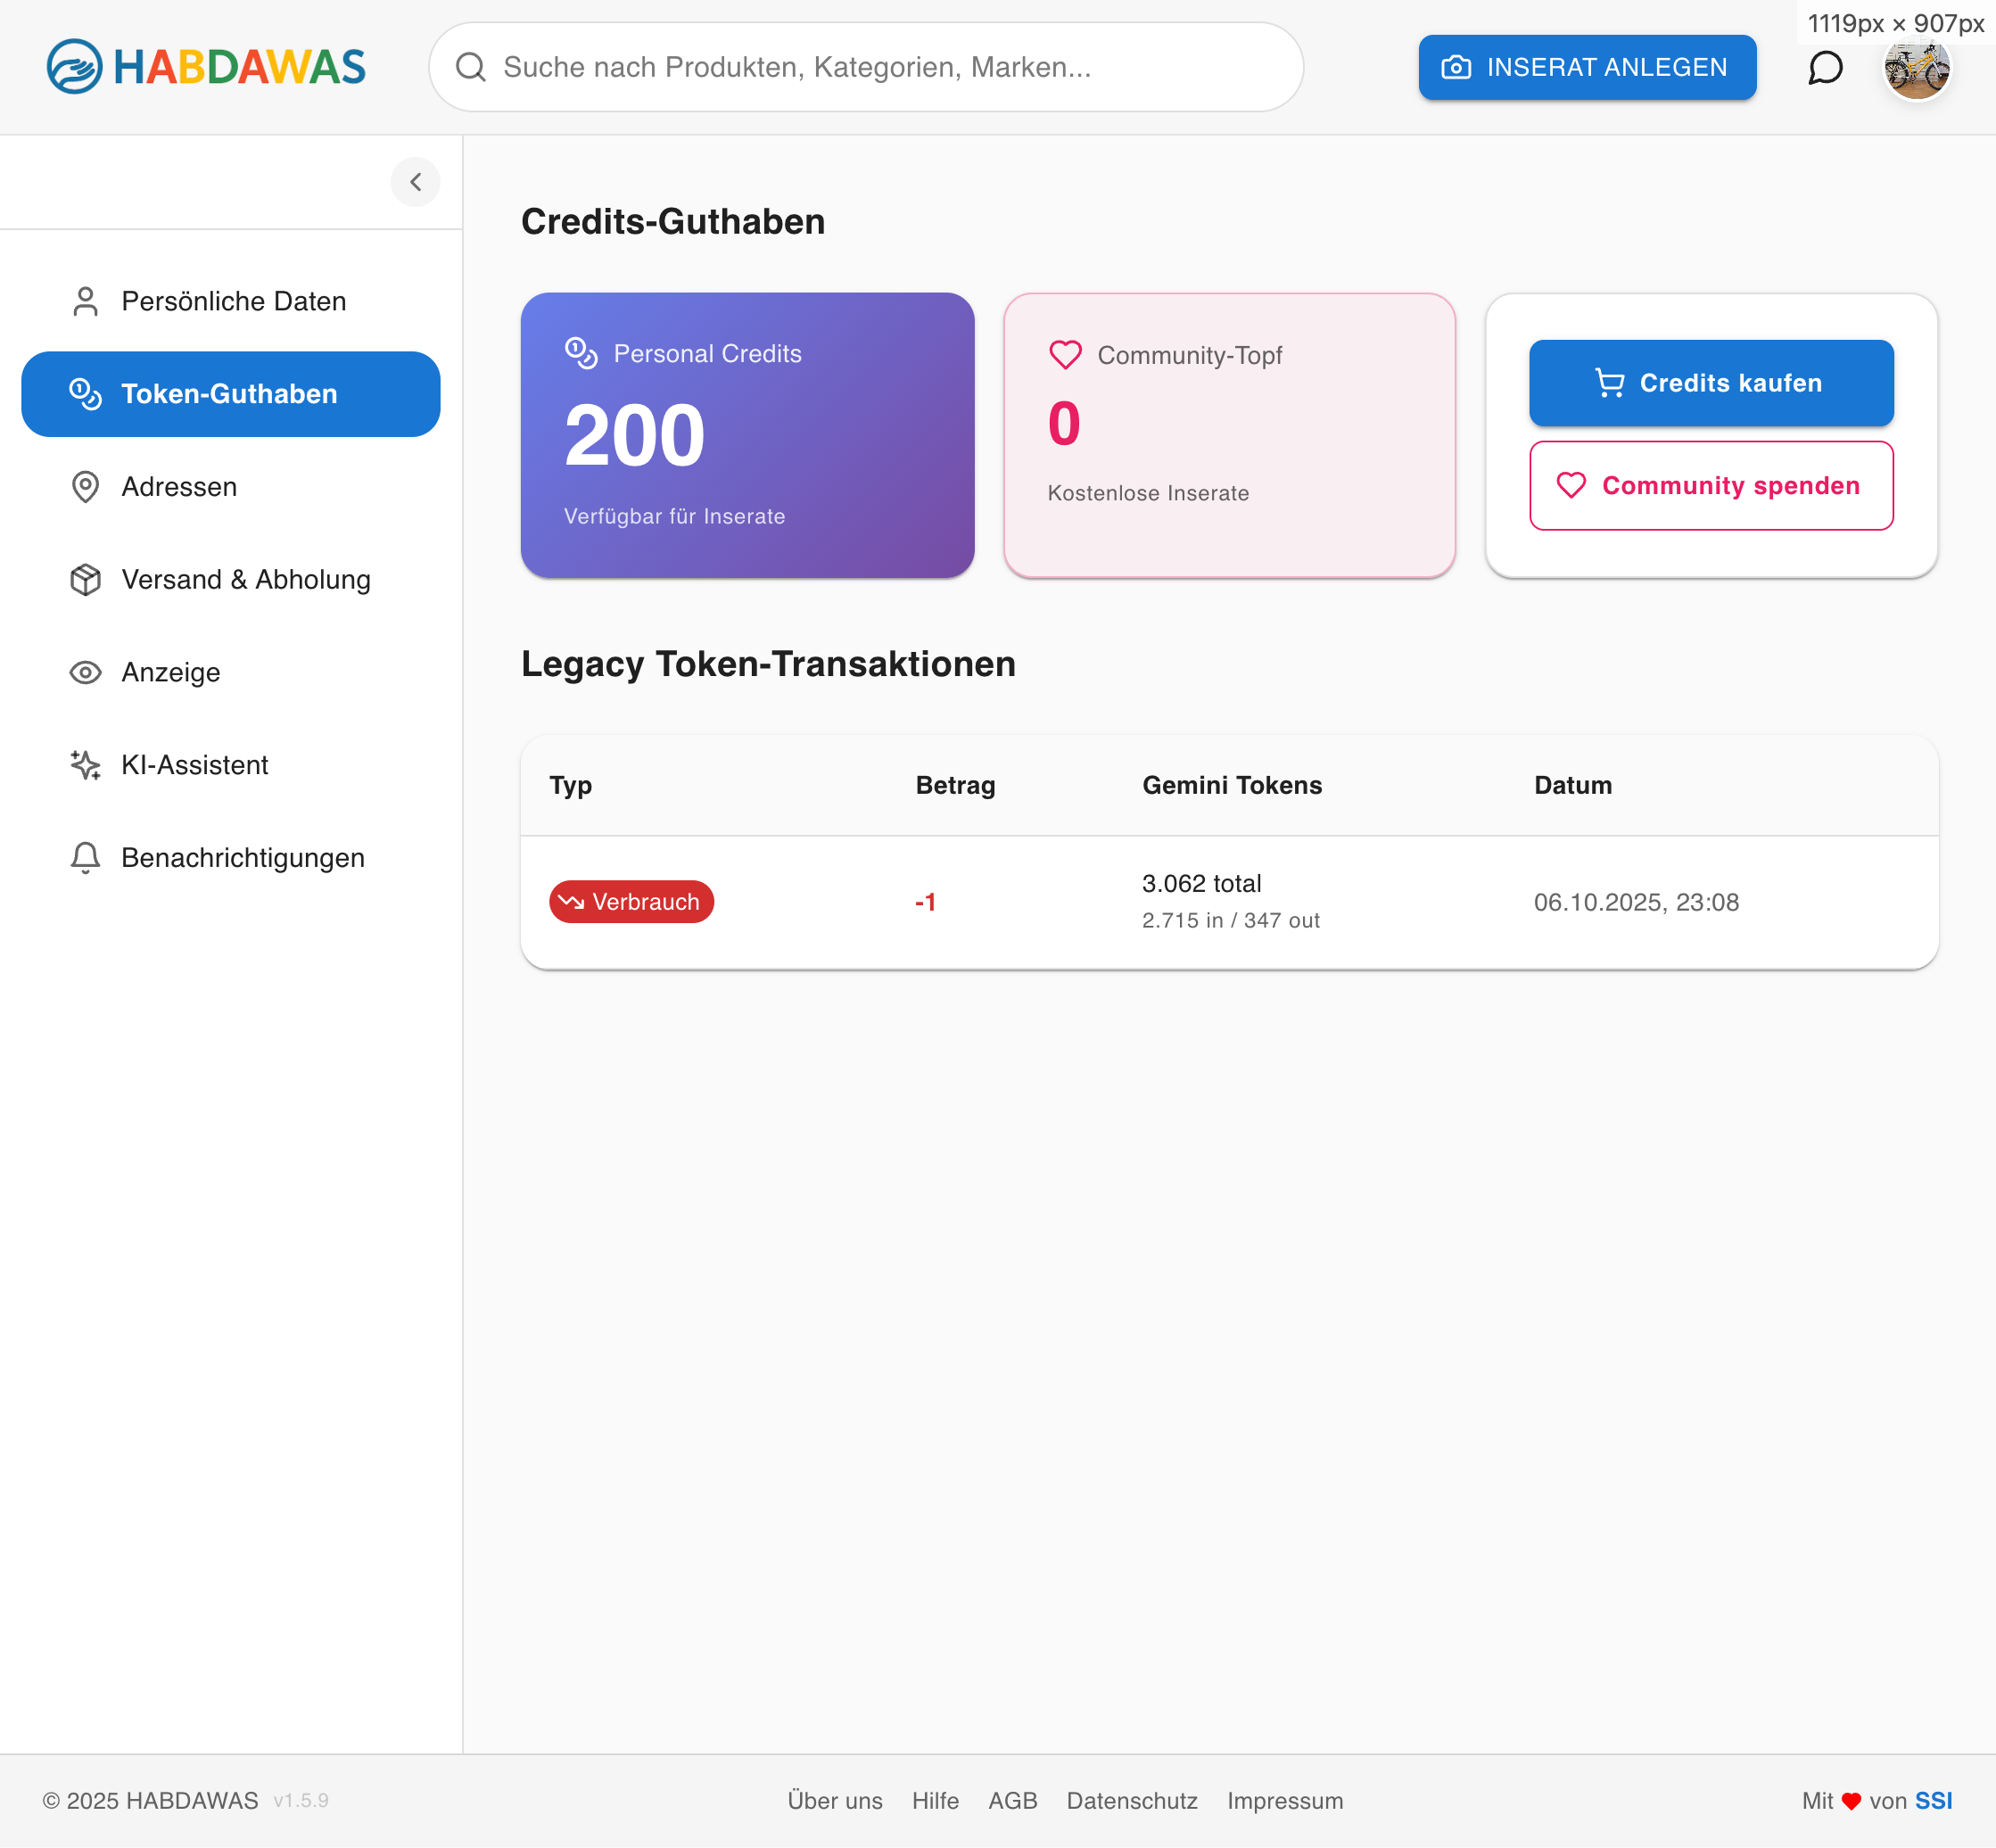 1119px × 907px
HABDAWAS
Suche nach Produkten, Kategorien, Marken...
INSERAT ANLEGEN
Persönliche Daten
Token-Guthaben
Adressen
Versand & Abholung
Anzeige
KI-Assistent
Benachrichtigungen
Credits-Guthaben
Personal Credits
200
Verfügbar für Inserate
Community-Topf
0
Kostenlose Inserate
Credits kaufen
Community spenden
Legacy Token-Transaktionen
Typ Betrag Gemini Tokens Datum
Verbrauch -1 3.062 total 06.10.2025, 23:08
2.715 in / 347 out
© 2025 HABDAWAS v1.5.9 Über uns Hilfe AGB Datenschutz Impressum Mit ❤ von SSI